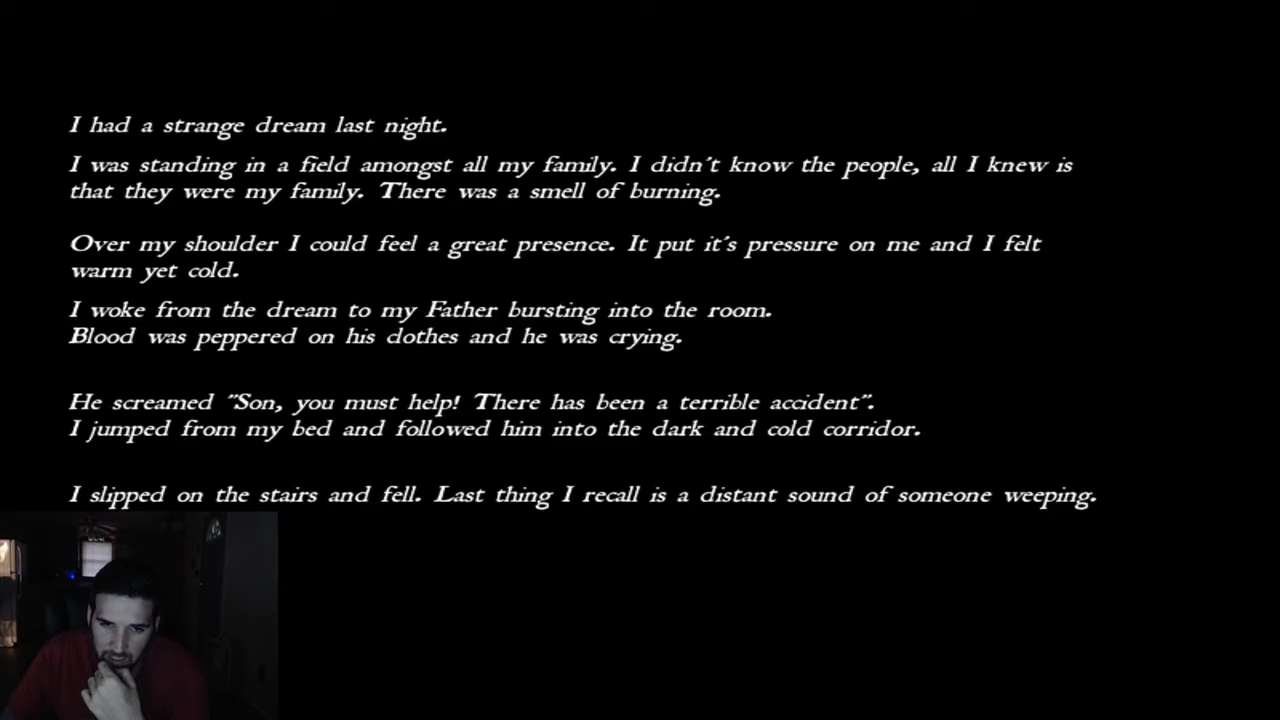 I had a strange dream last night.
I was standing in a field amongst all my family. I didn't know the people, all I knew is
that they were my family. There was a smell of burning.
Over my shoulder I could feel a great presence. It put it's pressure on me and I felt
warm yet cold.
I woke from the dream to my Father bursting into the room.
Blood was peppered on his clothes and he was crying.
He screamed "Son, you must help! There has been a terrible accident".
I jumped from my bed and followed him into the dark and cold corridor.
I slipped on the stairs and fell. Last thing I recall is a distant sound of someone weeping.